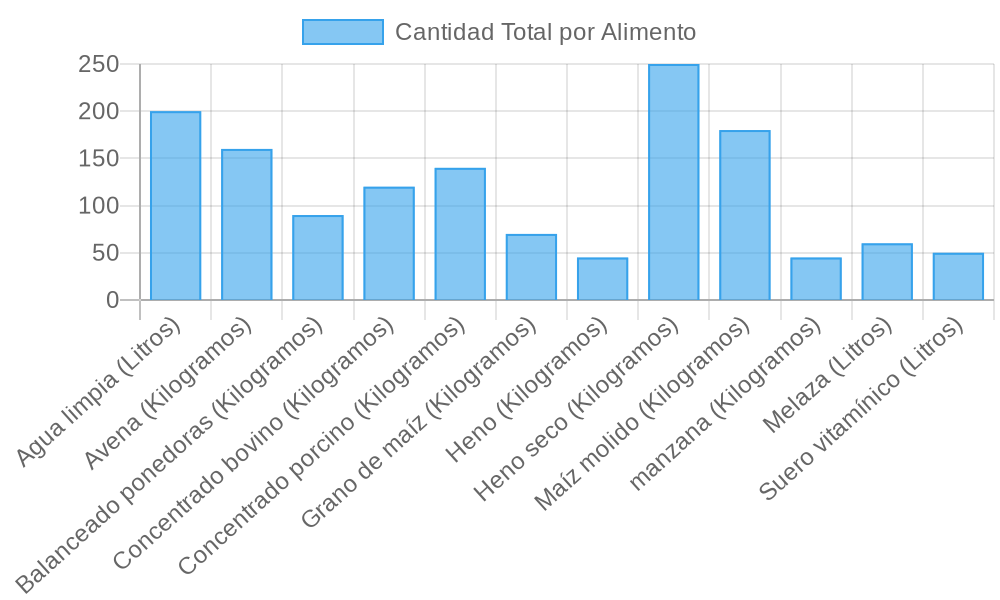 Cantidad Total por Alimento
250
200
150
100
50
0
Agua limpia (Litros)
Avena (Kilogramos)
Balanceado ponedoras (Kilogramos)
Concentrado bovino (Kilogramos)
Concentrado porcino (Kilogramos)
Grano de maíz (Kilogramos)
Heno (Kilogramos)
Heno seco (Kilogramos)
Maíz molido (Kilogramos)
manzana (Kilogramos)
Melaza (Litros)
Suero vitamínico (Litros)